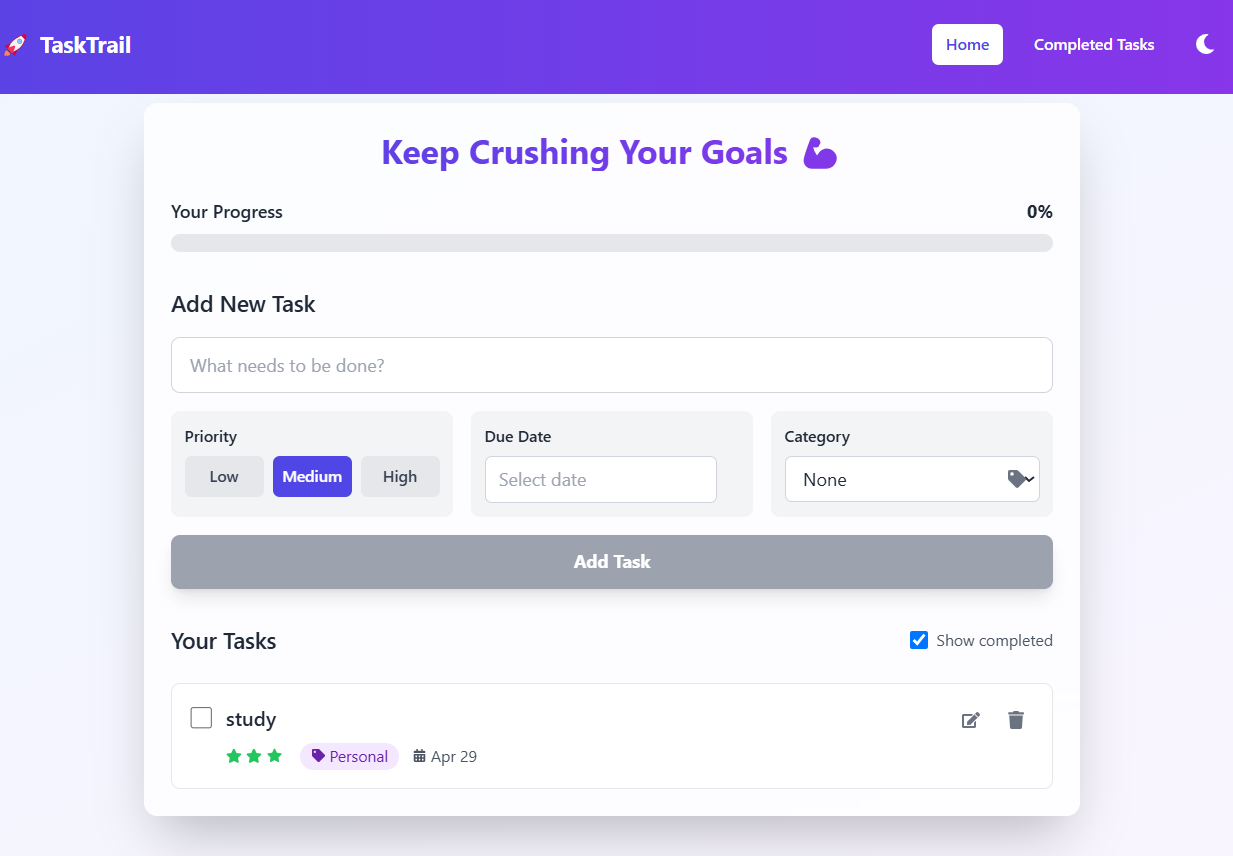 TaskTrail
Home
Completed Tasks
Keep Crushing Your Goals
Your Progress
0%
Add New Task
What needs to be done?
Priority
Low
Medium
High
Due Date
Select date
Category
None
Add Task
Your Tasks
Show completed
study
Personal
Apr 29